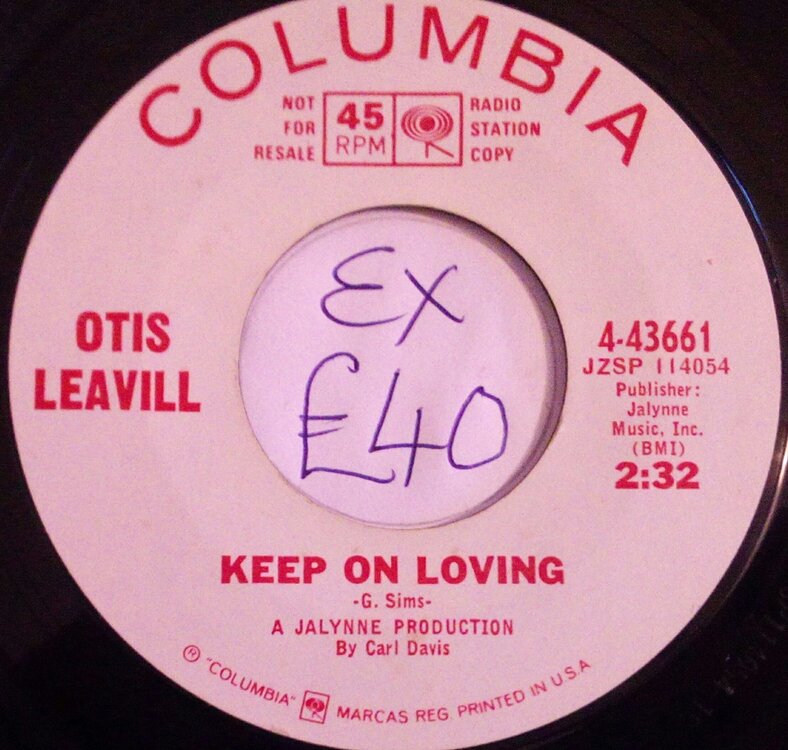 COLUMBIA
NOT
FOR
RESALE
45
RPM
RADIO
STATION
COPY
EX
£40
OTIS
LEAVILL
4-43661
JZSP 114054
Publisher:
Jalynne
Music, Inc.
(BMI)
2:32
KEEP ON LOVING
-G. Sims-
A JALYNNE PRODUCTION
By Carl Davis
Ⓡ "COLUMBIA" MARCAS REG. PRINTED IN U.S.A